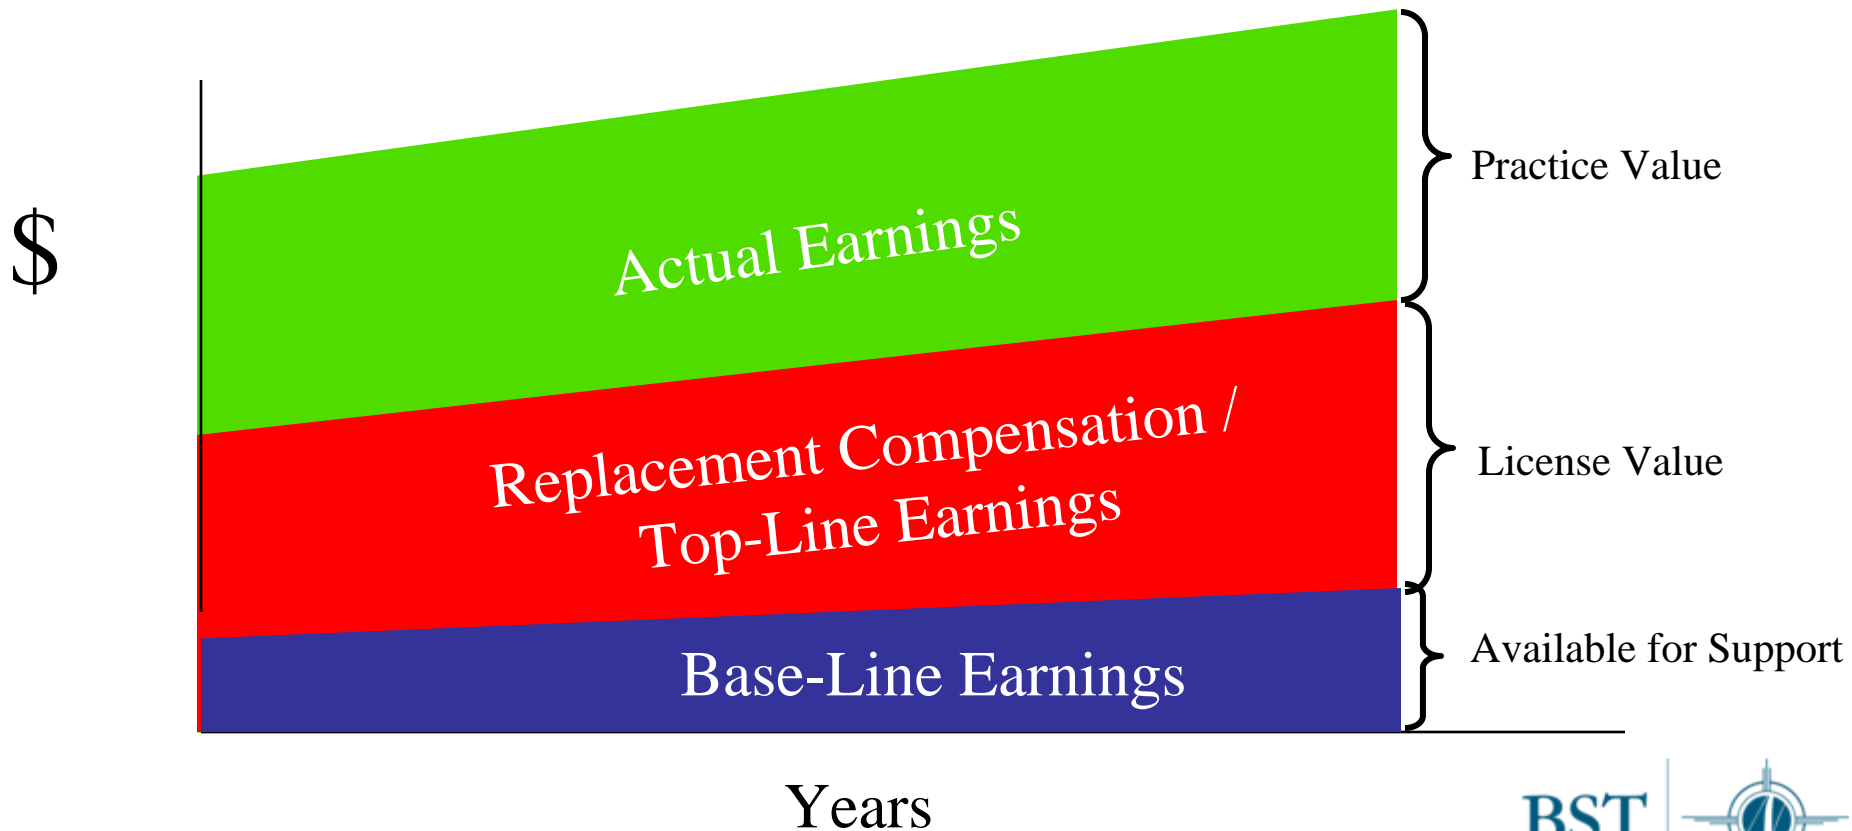 $
Actual Earnings
Practice Value
Replacement Compensation /
Top-Line Earnings
License Value
Base-Line Earnings
Available for Support
Years
BST